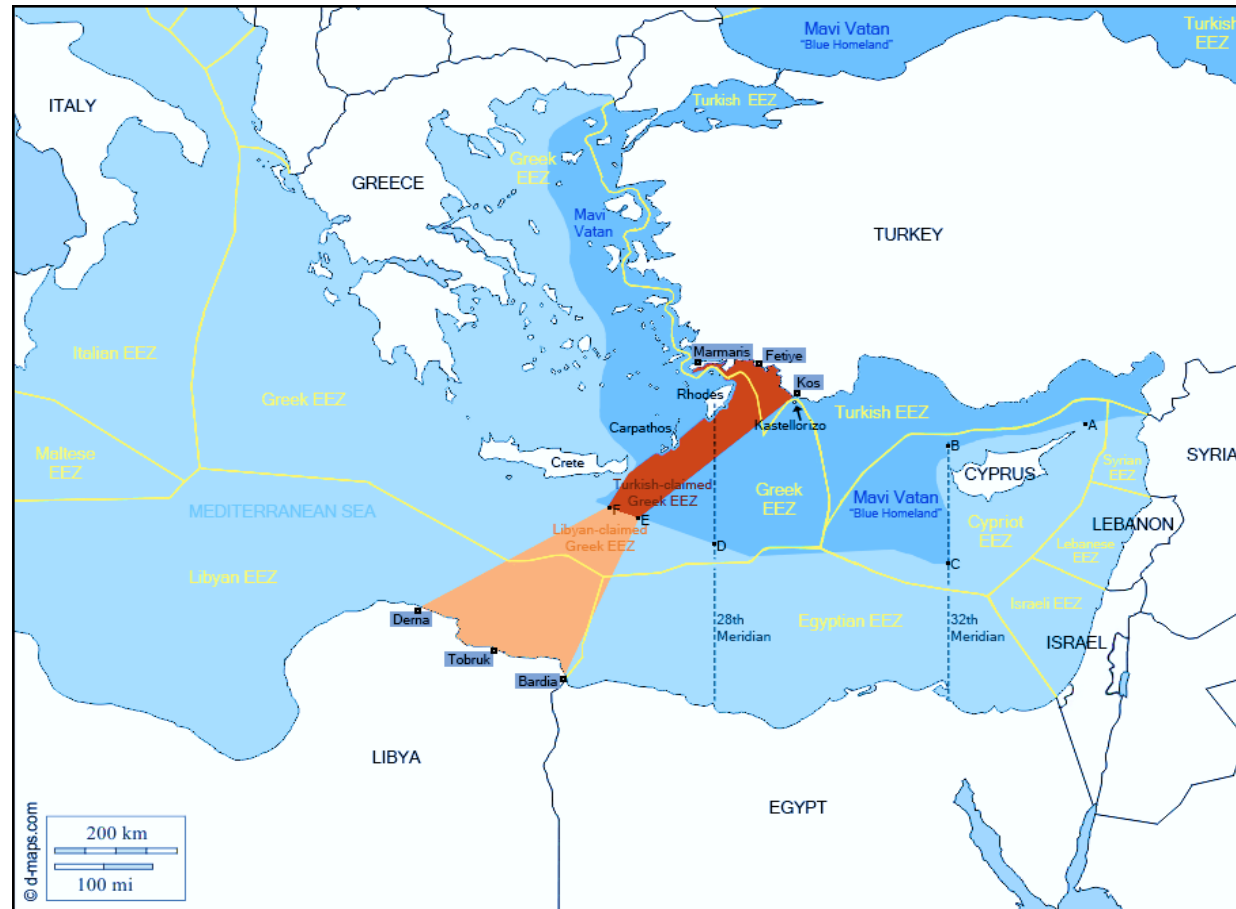 Mavi Vatan
"Blue Homeland"
Turkish
EEZ
ITALY
Turkish EEZ
Greek
EEZ
GREECE
Mavi
Vatan
TURKEY
Italian EEZ
Greek EEZ
Marmaris
Fetiye
Rhodes
Kos
Kastellorizo
Turkish EEZ
A
Carpathos
B
Maltese
EEZ
Crete
CYPRUS
Syrian
EEZ
SYRIA
Turkish-claimed
Greek EEZ
Greek
EEZ
Mavi Vatan
"Blue Homeland"
MEDITERRANEAN SEA
F
E
Libyan-claimed
Greek EEZ
D
Cypriot
EEZ
LEBANON
Lebanese
EEZ
C
Libyan EEZ
Derna
28th
Meridian
Egyptian EEZ
32th
Meridian
Israeli EEZ
ISRAEL
Tobruk
Bardia
LIBYA
EGYPT
200 km
100 mi
© d-maps.com